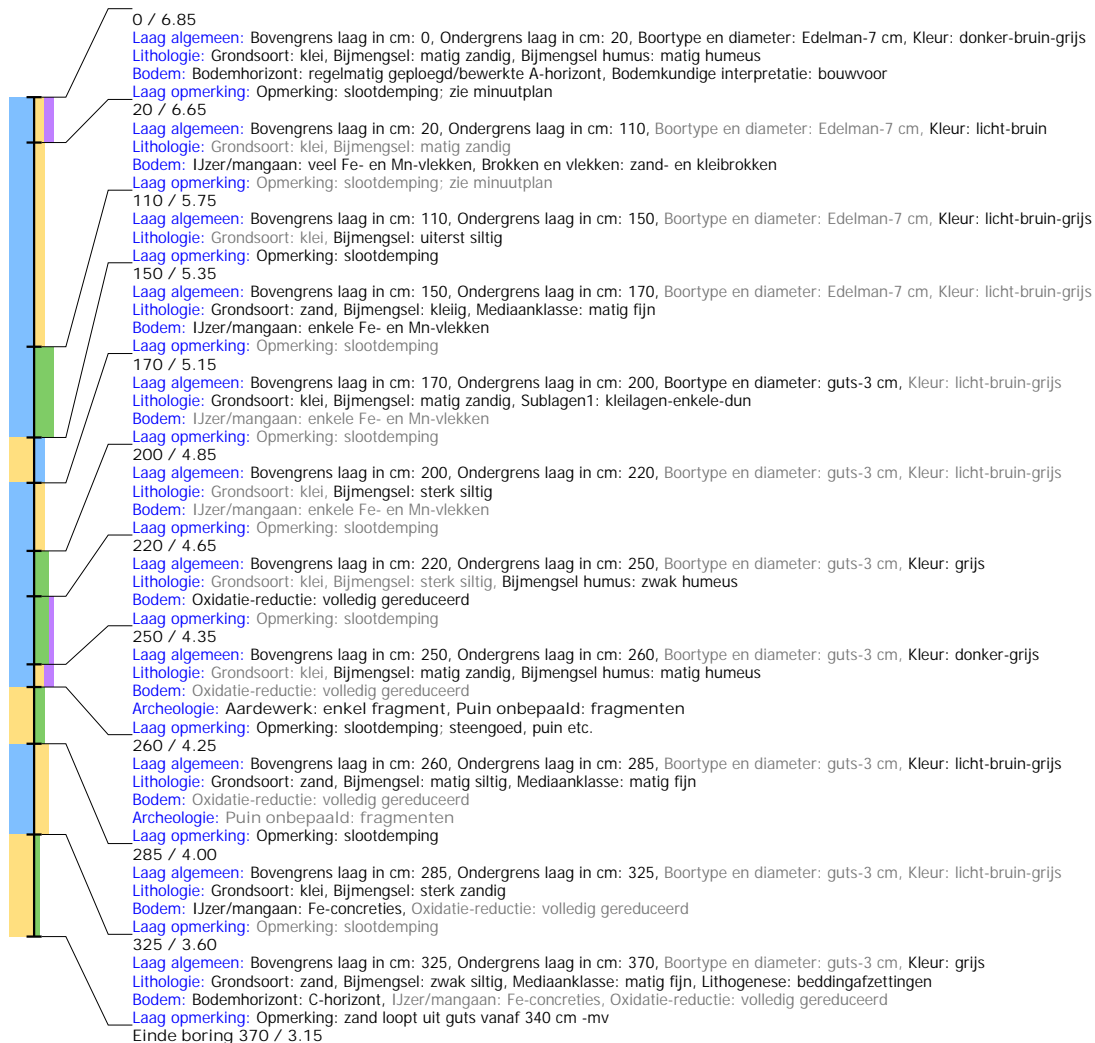 0 / 6.85
Laag algemeen: Bovengrens laag in cm: 0, Ondergrens laag in cm: 20, Boortype en diameter: Edelman-7 cm, Kleur: donker-bruin-grijs
Lithologie: Grondsoort: klei, Bijmengsel: matig zandig, Bijmengsel humus: matig humeus
Bodem: Bodemhorizont: regelmatig geploegd/bewerkte A-horizont, Bodemkundige interpretatie: bouwvoor
Laag opmerking: Opmerking: slootdemping; zie minuutplan
20 / 6.65
Laag algemeen: Bovengrens laag in cm: 20, Ondergrens laag in cm: 110, Boortype en diameter: Edelman-7 cm, Kleur: licht-bruin
Lithologie: Grondsoort: klei, Bijmengsel: matig zandig
Bodem: IJzer/mangaan: veel Fe- en Mn-vlekken, Brokken en vlekken: zand- en kleibrokken
Laag opmerking: Opmerking: slootdemping; zie minuutplan
110 / 5.75
Laag algemeen: Bovengrens laag in cm: 110, Ondergrens laag in cm: 150, Boortype en diameter: Edelman-7 cm, Kleur: licht-bruin-grijs
Lithologie: Grondsoort: klei, Bijmengsel: uiterst siltig
Laag opmerking: Opmerking: slootdemping
150 / 5.35
Laag algemeen: Bovengrens laag in cm: 150, Ondergrens laag in cm: 170, Boortype en diameter: Edelman-7 cm, Kleur: licht-bruin-grijs
Lithologie: Grondsoort: zand, Bijmengsel: kleiig, Mediaanklasse: matig fijn
Bodem: IJzer/mangaan: enkele Fe- en Mn-vlekken
Laag opmerking: Opmerking: slootdemping
170 / 5.15
Laag algemeen: Bovengrens laag in cm: 170, Ondergrens laag in cm: 200, Boortype en diameter: guts-3 cm, Kleur: licht-bruin-grijs
Lithologie: Grondsoort: klei, Bijmengsel: matig zandig, Sublagen1: kleilagen-enkele-dun
Bodem: IJzer/mangaan: enkele Fe- en Mn-vlekken
Laag opmerking: Opmerking: slootdemping
200 / 4.85
Laag algemeen: Bovengrens laag in cm: 200, Ondergrens laag in cm: 220, Boortype en diameter: guts-3 cm, Kleur: licht-bruin-grijs
Lithologie: Grondsoort: klei, Bijmengsel: sterk siltig
Bodem: IJzer/mangaan: enkele Fe- en Mn-vlekken
Laag opmerking: Opmerking: slootdemping
220 / 4.65
Laag algemeen: Bovengrens laag in cm: 220, Ondergrens laag in cm: 250, Boortype en diameter: guts-3 cm, Kleur: grijs
Lithologie: Grondsoort: klei, Bijmengsel: sterk siltig, Bijmengsel humus: zwak humeus
Bodem: Oxidatie-reductie: volledig gereduceerd
Laag opmerking: Opmerking: slootdemping
250 / 4.35
Laag algemeen: Bovengrens laag in cm: 250, Ondergrens laag in cm: 260, Boortype en diameter: guts-3 cm, Kleur: donker-grijs
Lithologie: Grondsoort: klei, Bijmengsel: matig zandig, Bijmengsel humus: matig humeus
Bodem: Oxidatie-reductie: volledig gereduceerd
Archeologie: Aardewerk: enkel fragment, Puin onbepaald: fragmenten
Laag opmerking: Opmerking: slootdemping; steengoed, puin etc.
260 / 4.25
Laag algemeen: Bovengrens laag in cm: 260, Ondergrens laag in cm: 285, Boortype en diameter: guts-3 cm, Kleur: licht-bruin-grijs
Lithologie: Grondsoort: zand, Bijmengsel: matig siltig, Mediaanklasse: matig fijn
Bodem: Oxidatie-reductie: volledig gereduceerd
Archeologie: Puin onbepaald: fragmenten
Laag opmerking: Opmerking: slootdemping
285 / 4.00
Laag algemeen: Bovengrens laag in cm: 285, Ondergrens laag in cm: 325, Boortype en diameter: guts-3 cm, Kleur: licht-bruin-grijs
Lithologie: Grondsoort: klei, Bijmengsel: sterk zandig
Bodem: IJzer/mangaan: Fe-concreties, Oxidatie-reductie: volledig gereduceerd
Laag opmerking: Opmerking: slootdemping
325 / 3.60
Laag algemeen: Bovengrens laag in cm: 325, Ondergrens laag in cm: 370, Boortype en diameter: guts-3 cm, Kleur: grijs
Lithologie: Grondsoort: zand, Bijmengsel: zwak siltig, Mediaanklasse: matig fijn, Lithogenese: beddingafzettingen
Bodem: Bodemhorizont: C-horizont, IJzer/mangaan: Fe-concreties, Oxidatie-reductie: volledig gereduceerd
Laag opmerking: Opmerking: zand loopt uit guts vanaf 340 cm -mv
Einde boring 370 / 3.15